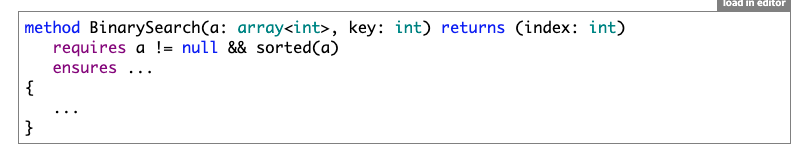 load in editor
method BinarySearch(a: array<int>, key: int) returns (index: int)
   requires a != null && sorted(a)
   ensures ...
{
   ...
}